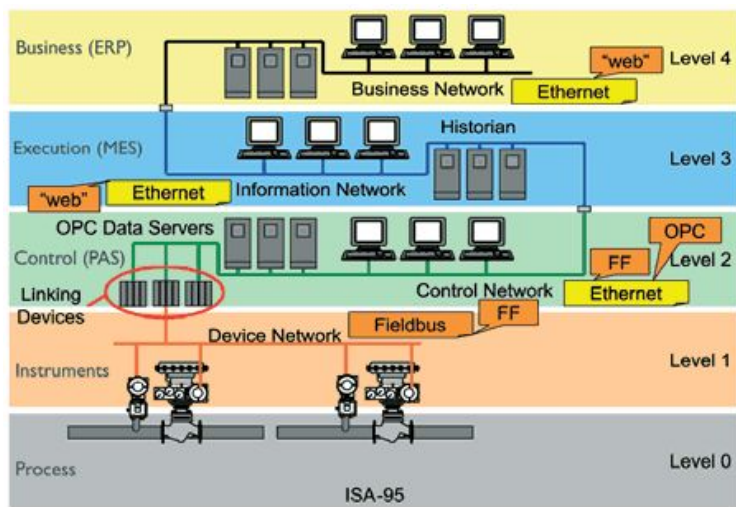 Business (ERP)
"web"
Level 4
Business Network
Ethernet
Execution (MES)
Historian
Level 3
"web"
Ethernet
Information Network
OPC Data Servers
OPC
Control (PAS)
FF
Level 2
Linking
Devices
Control Network
Ethernet
Device Network
Fieldbus
FF
Level 1
Instruments
Level 0
Process
ISA-95